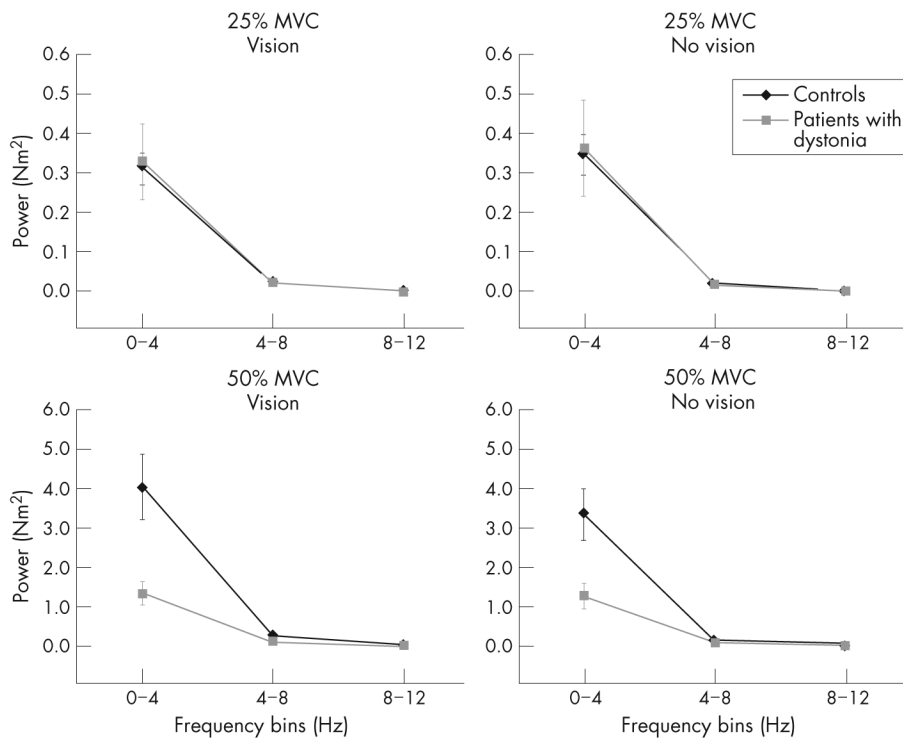 25% MVC
Vision
Power (Nm²)
0.6
0.5
0.4
0.3
0.2
0.1
0.0
0–4
4–8
8–12
25% MVC
No vision
0.6
0.5
0.4
0.3
0.2
0.1
0.0
0–4
4–8
8–12
Controls
Patients with
dystonia
50% MVC
Vision
Power (Nm²)
6.0
5.0
4.0
3.0
2.0
1.0
0.0
0–4
4–8
8–12
Frequency bins (Hz)
50% MVC
No vision
6.0
5.0
4.0
3.0
2.0
1.0
0.0
0–4
4–8
8–12
Frequency bins (Hz)